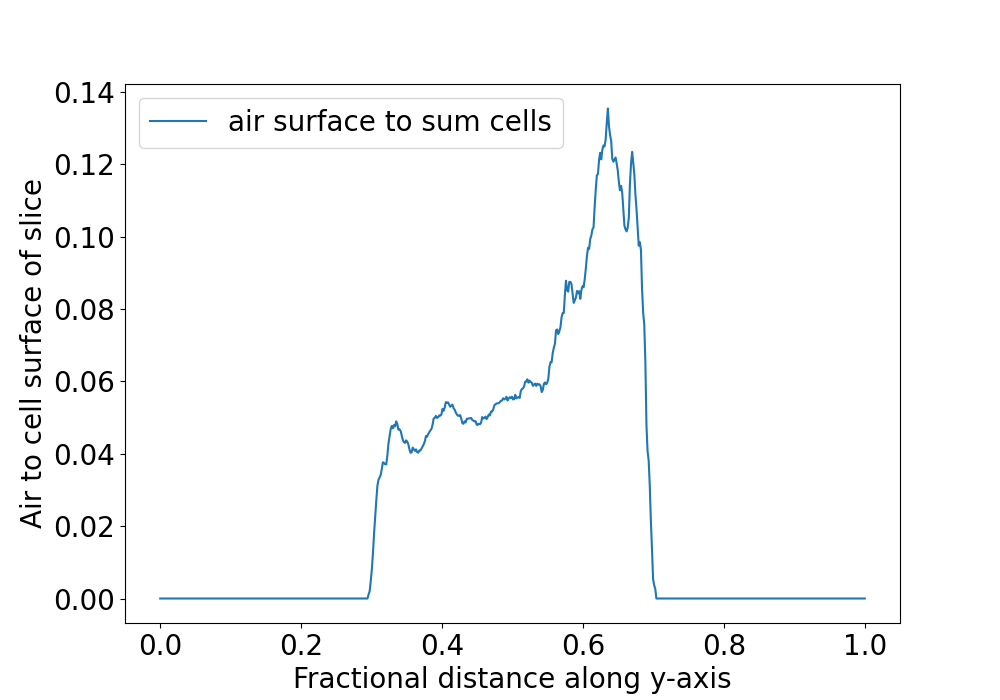 air surface to sum cells
Air to cell surface of slice
0.14
0.12
0.10
0.08
0.06
0.04
0.02
0.00
0.0 0.2 0.4 0.6 0.8 1.0
Fractional distance along y-axis